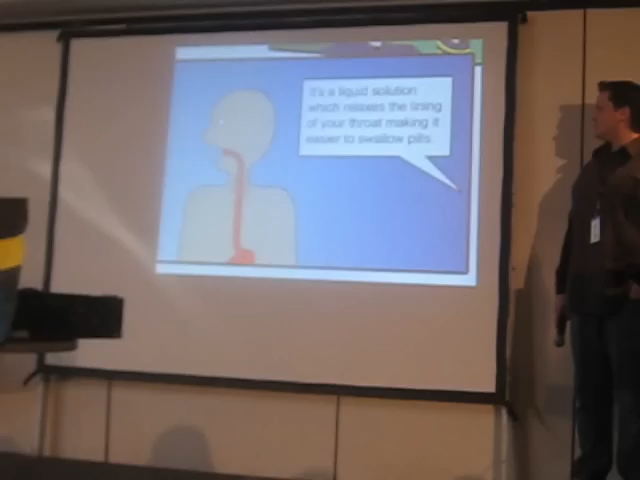 It's a liquid solution
which relaxes the lining
of your throat making it
easier to swallow pills.